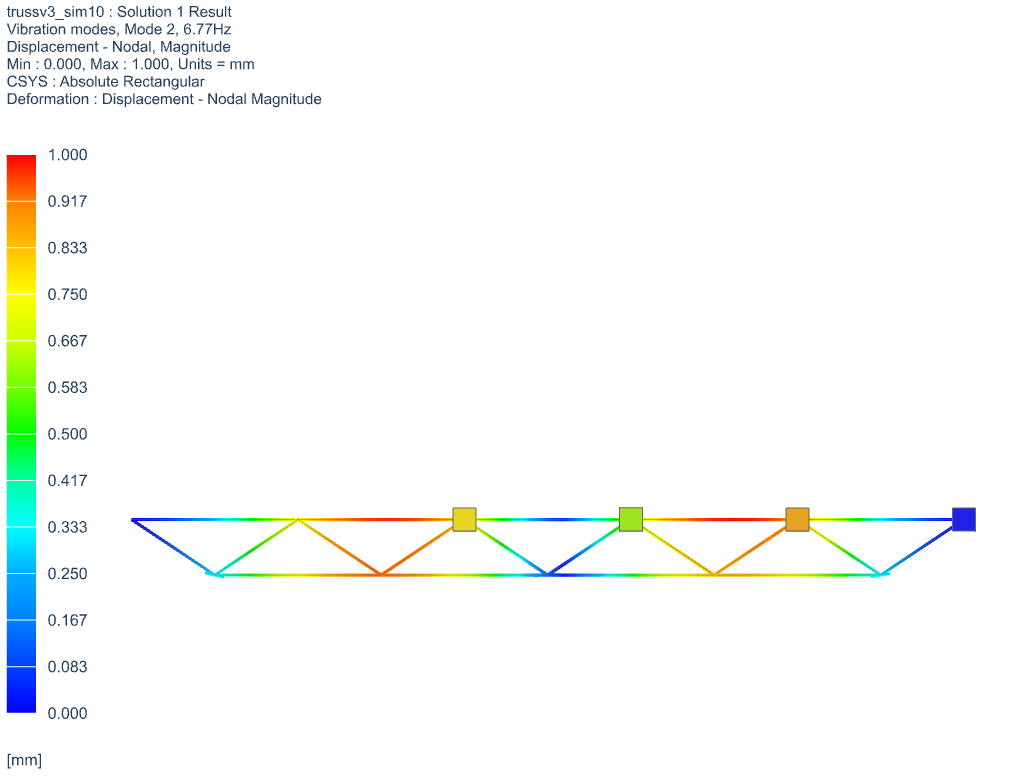 trussv3_sim10 : Solution 1 Result
Vibration modes, Mode 2, 6.77Hz
Displacement - Nodal, Magnitude
Min : 0.000, Max : 1.000, Units = mm
CSYS : Absolute Rectangular
Deformation : Displacement - Nodal Magnitude
1.000
0.917
0.833
0.750
0.667
0.583
0.500
0.417
0.333
0.250
0.167
0.083
0.000
[mm]